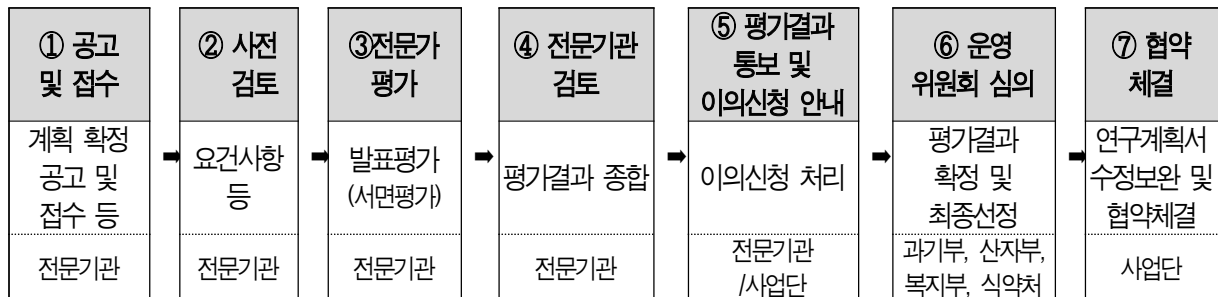 ① 공고
및 접수
계획 확정
공고 및
접수 등
전문기관
➡
② 사전
검토
요건사항
등
전문기관
➡
③전문가
평가
발표평가
(서면평가)
전문기관
➡
④ 전문기관
검토
평가결과 종합
전문기관
➡
⑤ 평가결과
통보 및
이의신청 안내
이의신청 처리
전문기관
/사업단
➡
⑥ 운영
위원회 심의
평가결과
확정 및
최종선정
과기부, 산자부,
복지부, 식약처
➡
⑦ 협약
체결
연구계획서
수정보완 및
협약체결
사업단